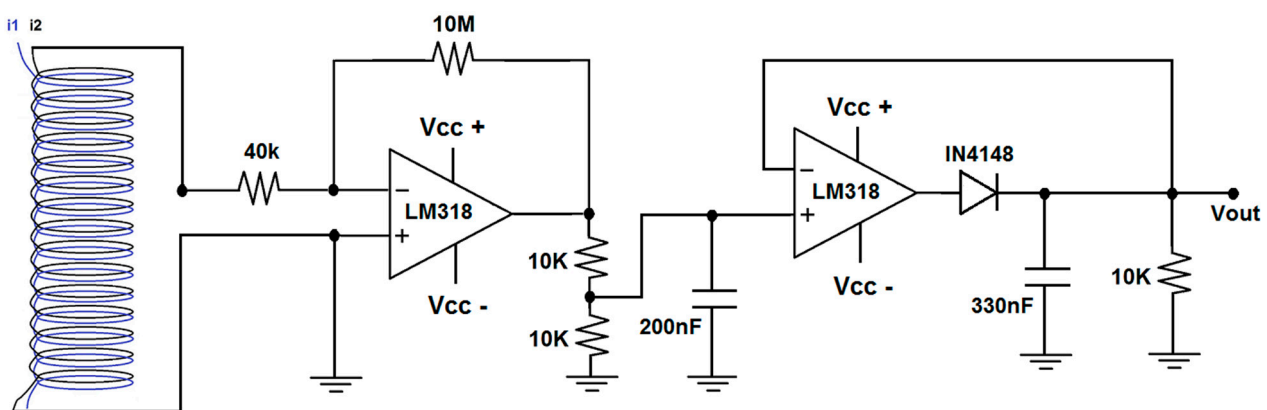 i1 i2
10M
40k
Vcc +
LM318
Vcc -
10K
10K
200nF
Vcc +
LM318
Vcc -
IN4148
330nF
10K
Vout